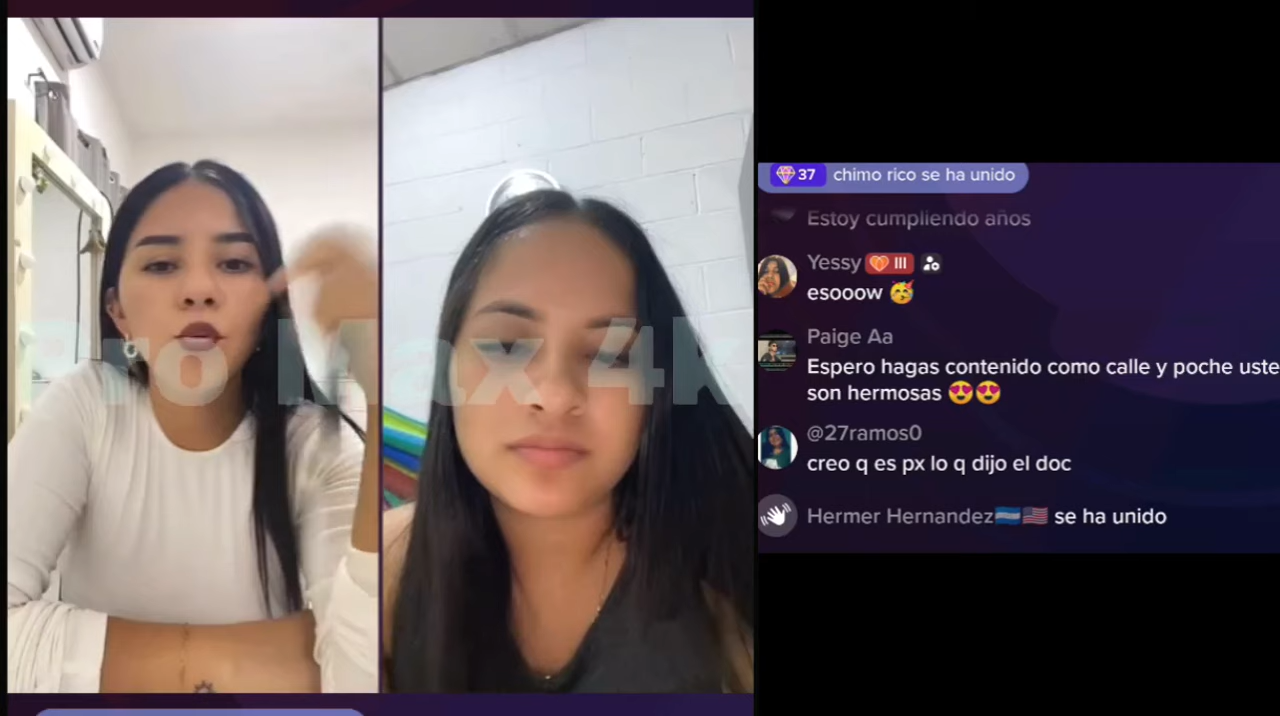 Pro Max 4k
37 chimo rico se ha unido
Estoy cumpliendo años
Yessy III
esooow 🥳
Paige Aa
Espero hagas contenido como calle y poche uste
son hermosas 😍😍
@27ramos0
creo q es px lo q dijo el doc
Hermer Hernandez🇭🇳🇺🇸 se ha unido